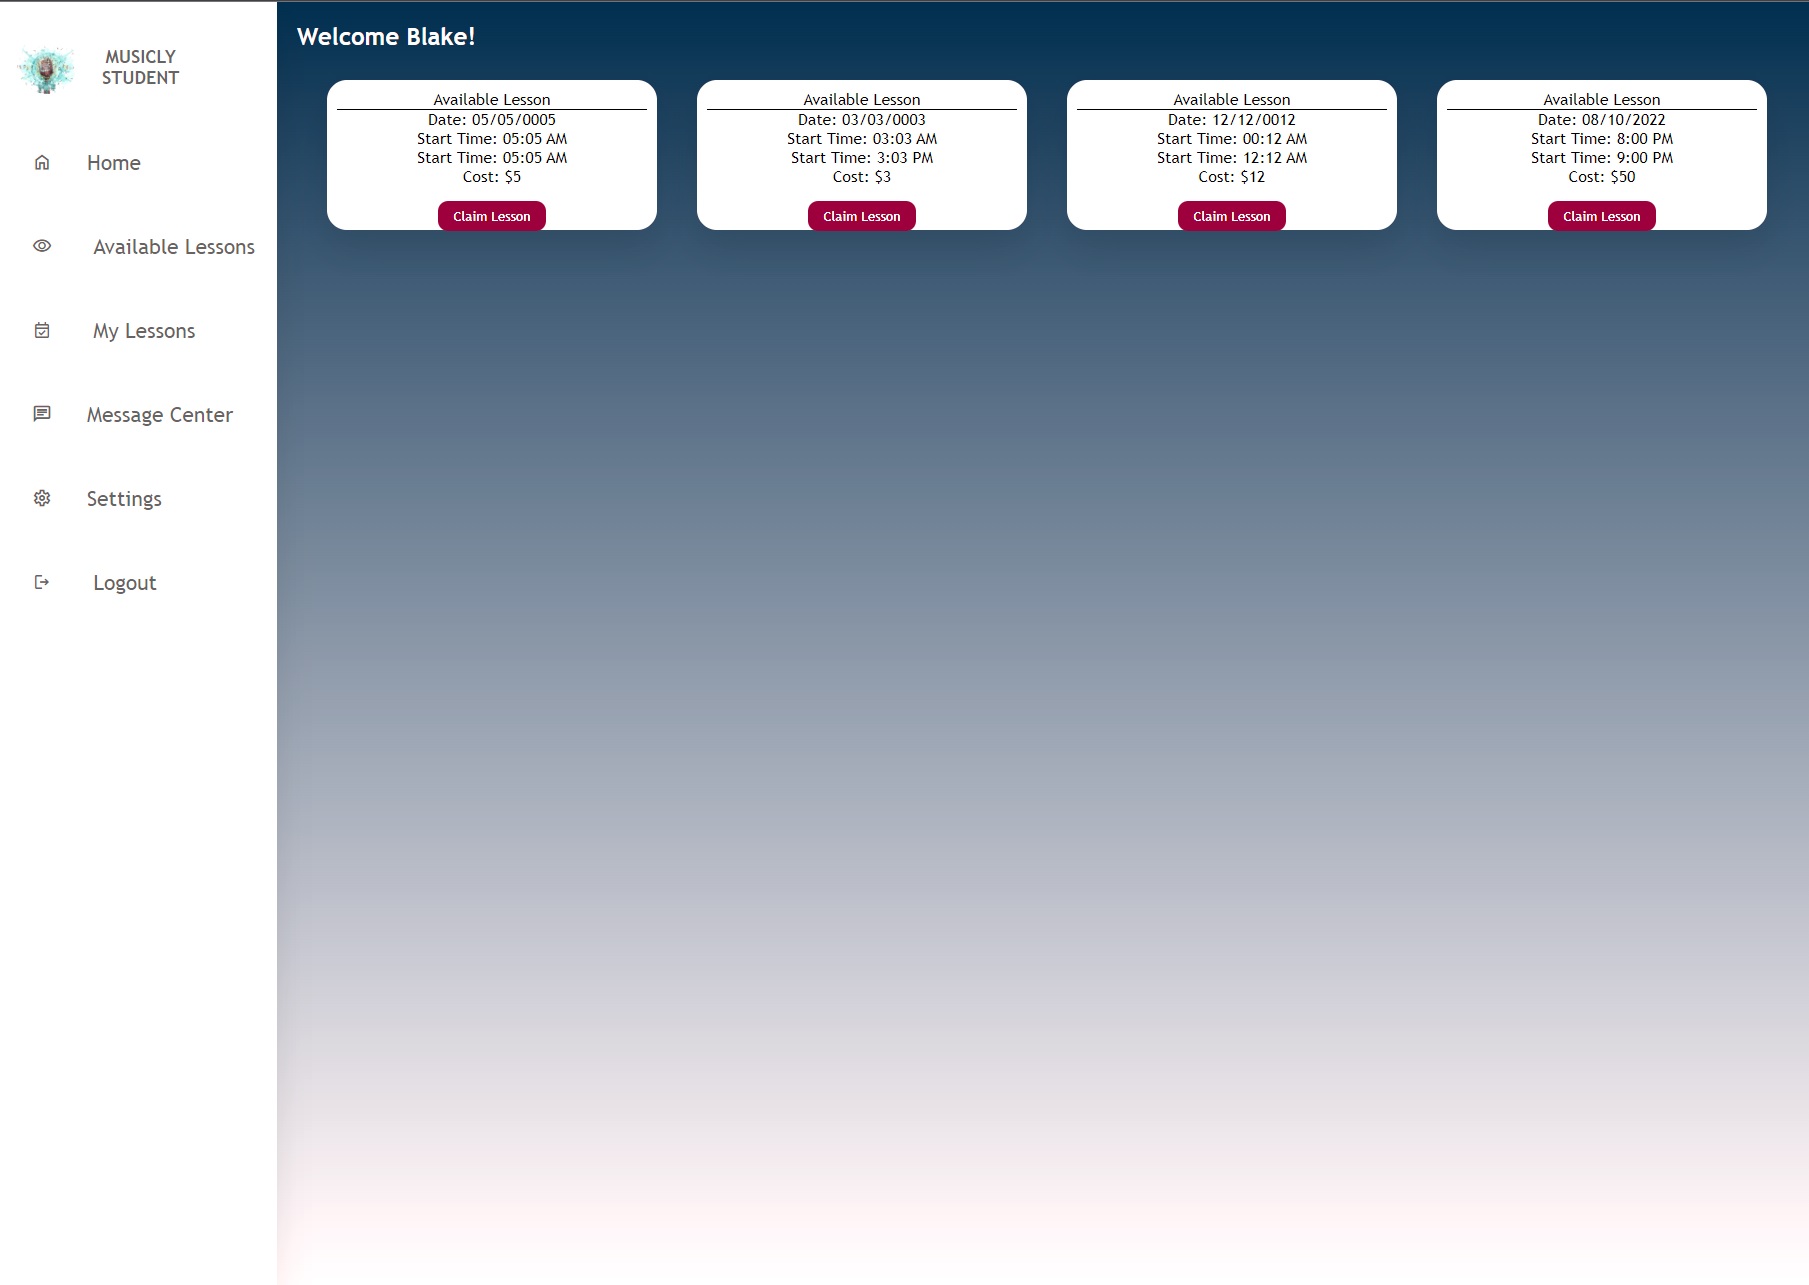 MUSICLY
STUDENT
Home
Available Lessons
My Lessons
Message Center
Settings
Logout
Welcome Blake!
Available Lesson
Date: 05/05/0005
Start Time: 05:05 AM
Start Time: 05:05 AM
Cost: $5
Claim Lesson
Available Lesson
Date: 03/03/0003
Start Time: 03:03 AM
Start Time: 3:03 PM
Cost: $3
Claim Lesson
Available Lesson
Date: 12/12/0012
Start Time: 00:12 AM
Start Time: 12:12 AM
Cost: $12
Claim Lesson
Available Lesson
Date: 08/10/2022
Start Time: 8:00 PM
Start Time: 9:00 PM
Cost: $50
Claim Lesson